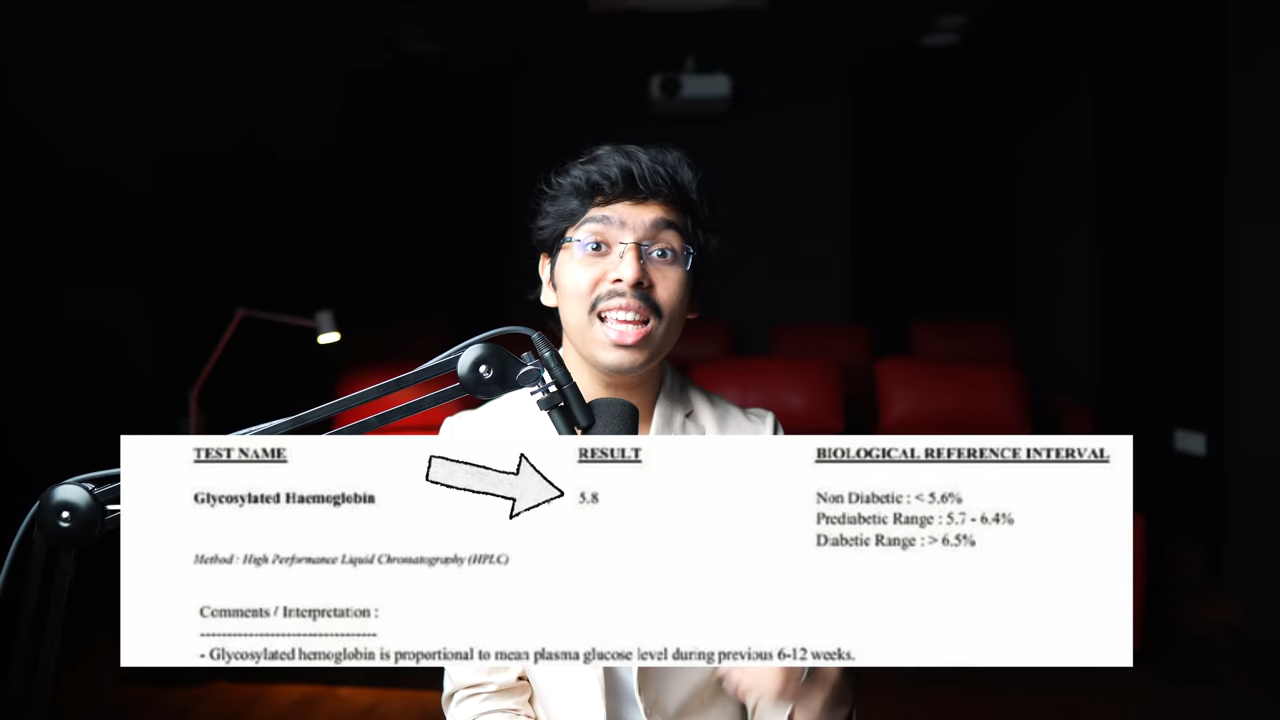 TEST NAME RESULT BIOLOGICAL REFERENCE INTERVAL
Glycosylated Haemoglobin 5.8 Non Diabetic : < 5.6%
Prediabetic Range : 5.7 - 6.4%
Diabetic Range : > 6.5%
Method : High Performance Liquid Chromatography (HPLC)
Comments / Interpretation :
---------------------------------
- Glycosylated hemoglobin is proportional to mean plasma glucose level during previous 6-12 weeks.